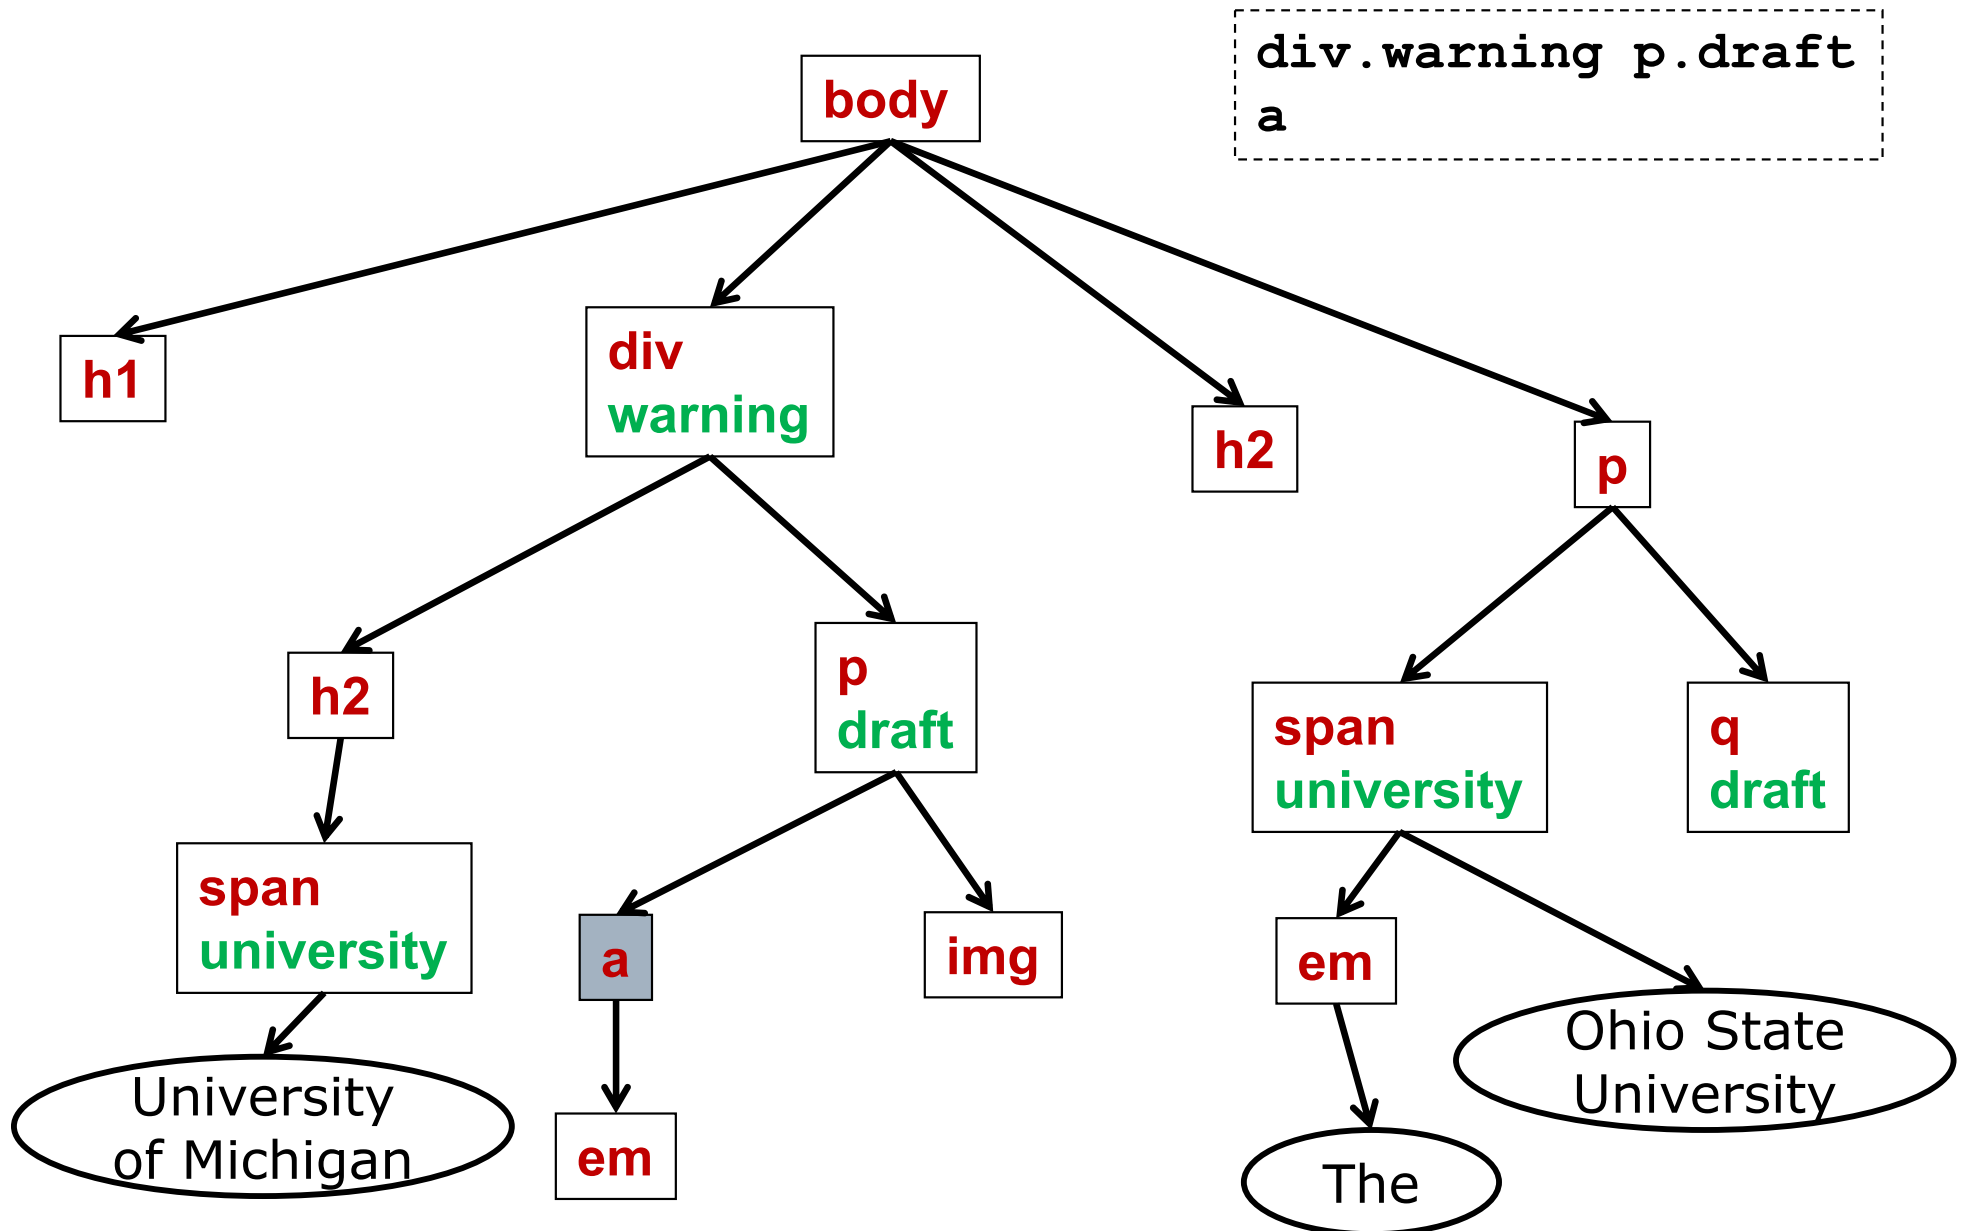 div.warning p.draft
a
body
h1
div
warning
h2
p
h2
p
draft
span
university
q
draft
span
university
a
img
em
University
of Michigan
em
Ohio State
University
The